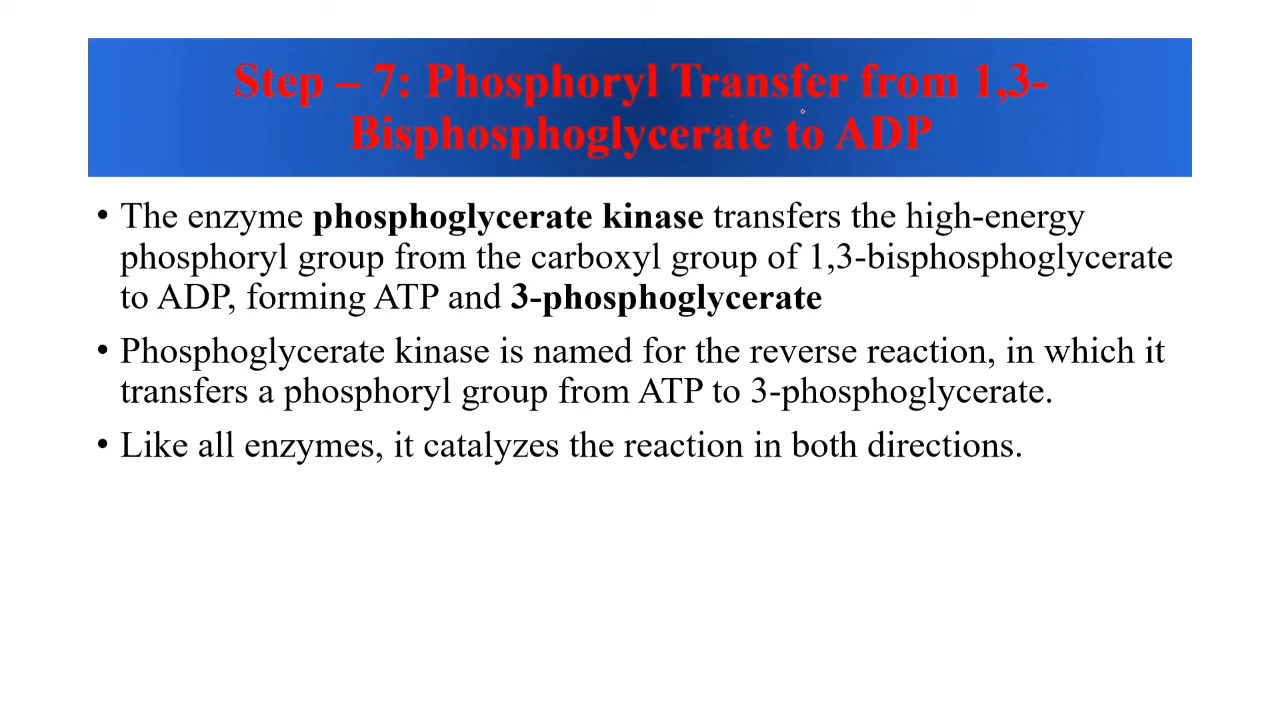 Step – 7: Phosphoryl Transfer from 1,3-
Bisphosphoglycerate to ADP
• The enzyme phosphoglycerate kinase transfers the high-energy
phosphoryl group from the carboxyl group of 1,3-bisphosphoglycerate
to ADP, forming ATP and 3-phosphoglycerate
• Phosphoglycerate kinase is named for the reverse reaction, in which it
transfers a phosphoryl group from ATP to 3-phosphoglycerate.
• Like all enzymes, it catalyzes the reaction in both directions.